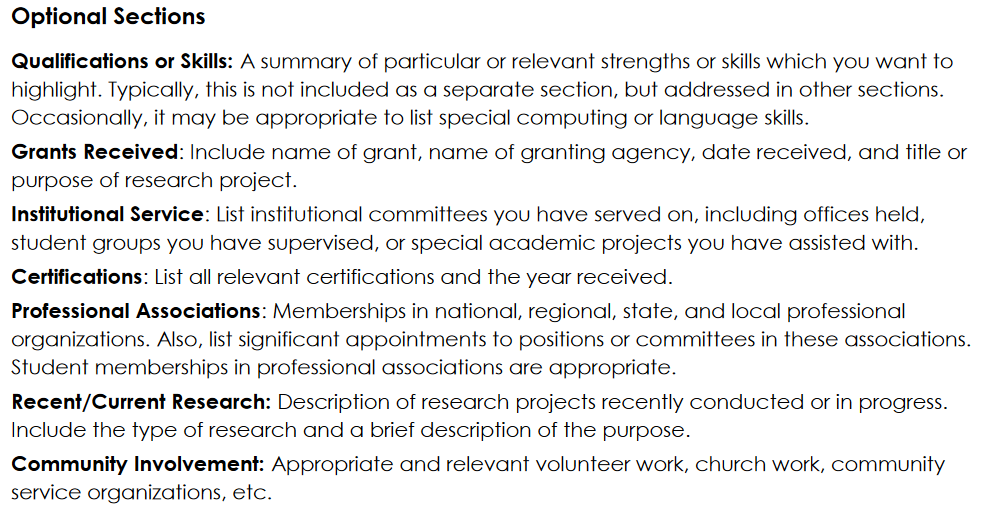 Optional Sections
Qualifications or Skills: A summary of particular or relevant strengths or skills which you want to
highlight. Typically, this is not included as a separate section, but addressed in other sections.
Occasionally, it may be appropriate to list special computing or language skills.
Grants Received: Include name of grant, name of granting agency, date received, and title or
purpose of research project.
Institutional Service: List institutional committees you have served on, including offices held,
student groups you have supervised, or special academic projects you have assisted with.
Certifications: List all relevant certifications and the year received.
Professional Associations: Memberships in national, regional, state, and local professional
organizations. Also, list significant appointments to positions or committees in these associations.
Student memberships in professional associations are appropriate.
Recent/Current Research: Description of research projects recently conducted or in progress.
Include the type of research and a brief description of the purpose.
Community Involvement: Appropriate and relevant volunteer work, church work, community
service organizations, etc.